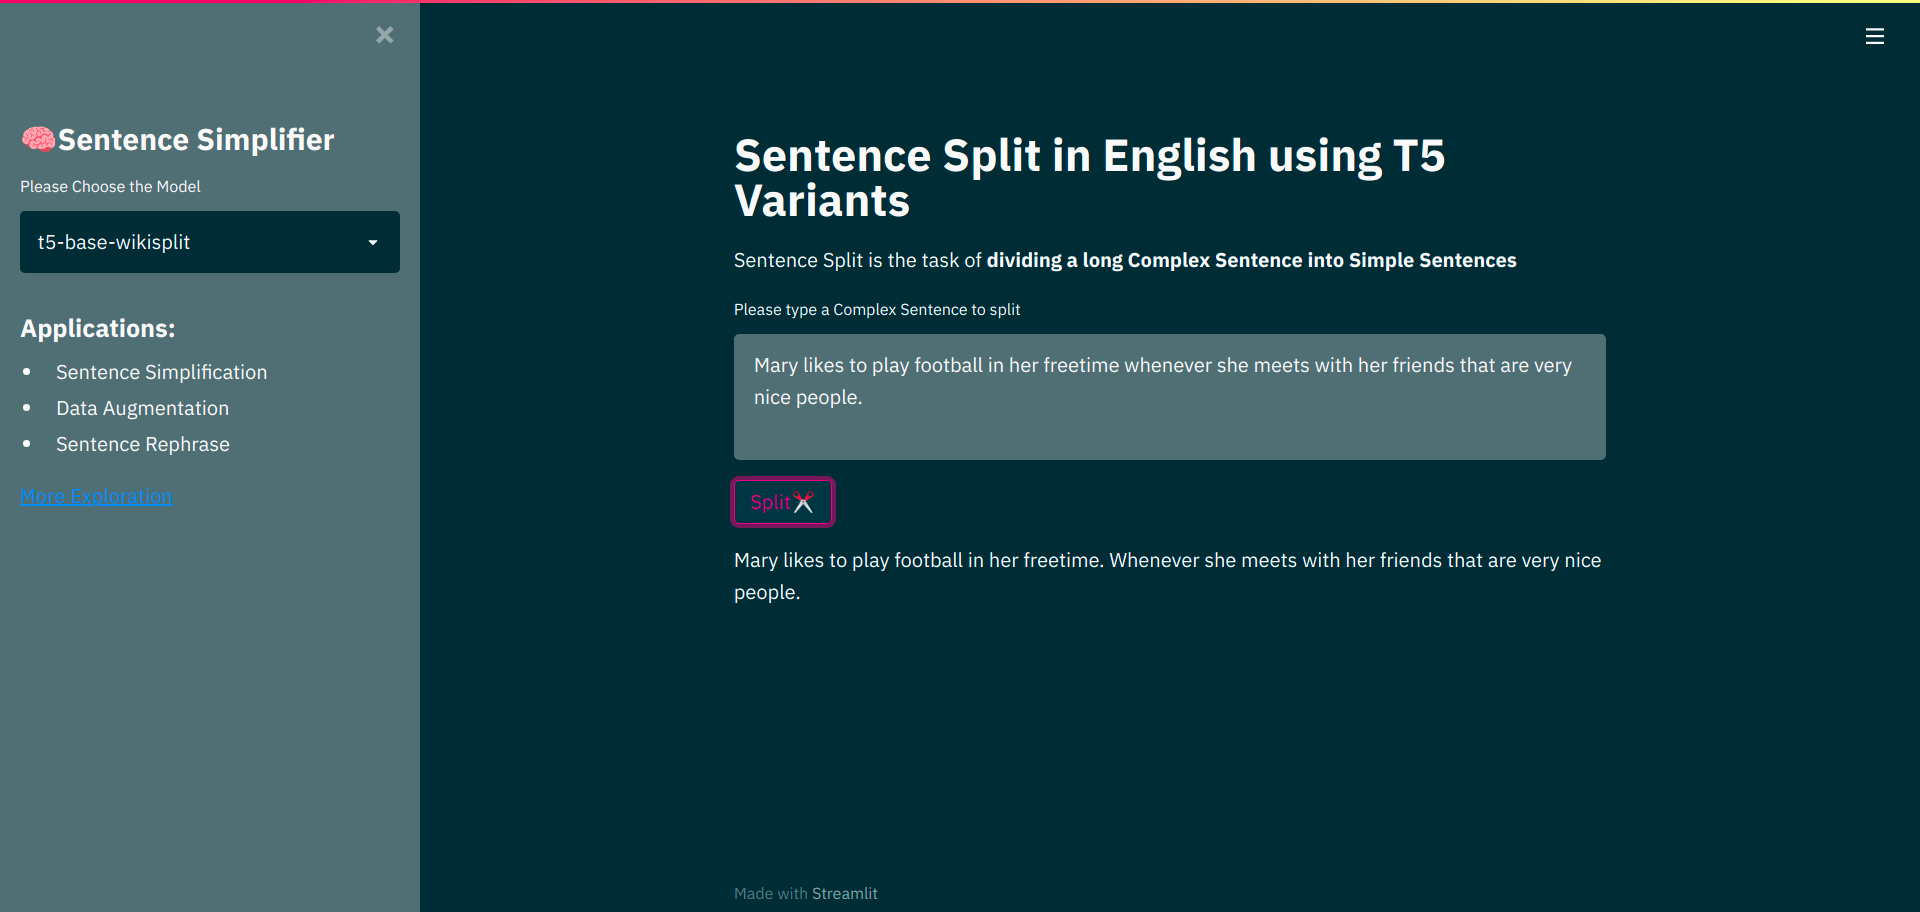 🧠Sentence Simplifier
Please Choose the Model
t5-base-wikisplit
Applications:
Sentence Simplification
Data Augmentation
Sentence Rephrase
More Exploration
Sentence Split in English using T5
Variants
Sentence Split is the task of dividing a long Complex Sentence into Simple Sentences
Please type a Complex Sentence to split
Mary likes to play football in her freetime whenever she meets with her friends that are very
nice people.
Split✂️
Mary likes to play football in her freetime. Whenever she meets with her friends that are very nice
people.
Made with Streamlit